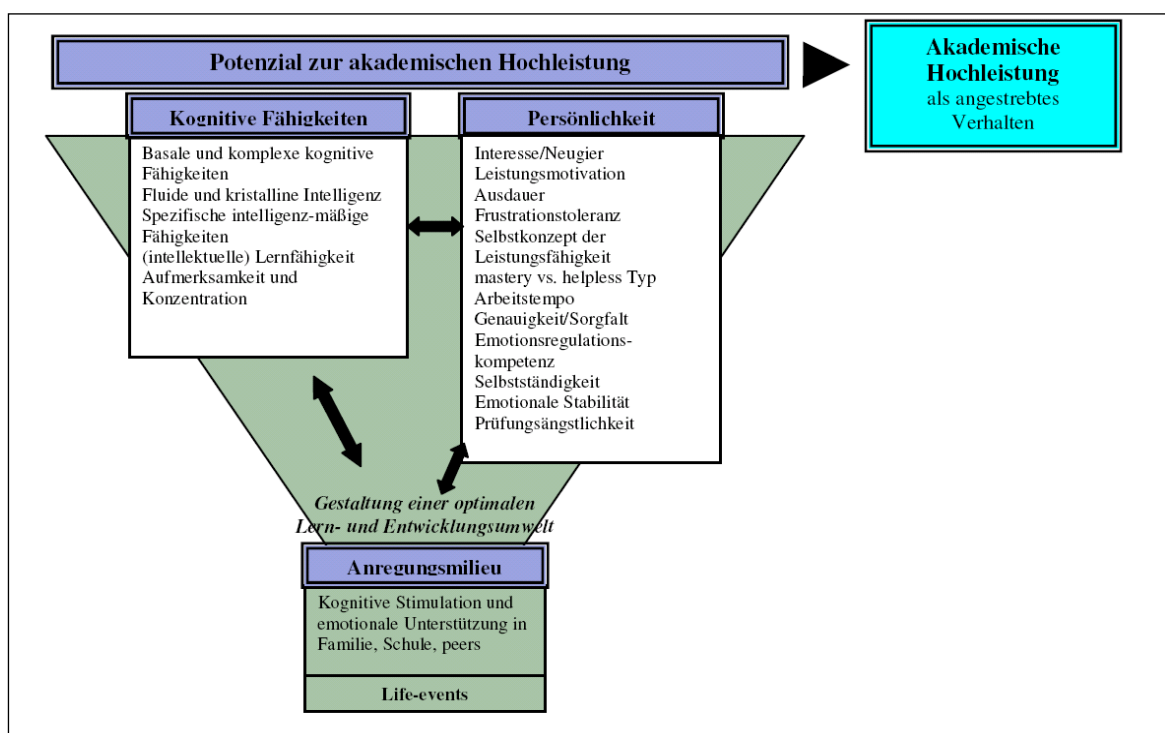 Potenzial zur akademischen Hochleistung
Akademische
Hochleistung
als angestrebtes
Verhalten
Kognitive Fähigkeiten
Basale und komplexe kognitive
Fähigkeiten
Fluide und kristalline Intelligenz
Spezifische intelligenz-mäßige
Fähigkeiten
(intellektuelle) Lernfähigkeit
Aufmerksamkeit und
Konzentration
Persönlichkeit
Interesse/Neugier
Leistungsmotivation
Ausdauer
Frustrationstoleranz
Selbstkonzept der
Leistungsfähigkeit
mastery vs. helpless Typ
Arbeitstempo
Genauigkeit/Sorgfalt
Emotionsregulations-
kompetenz
Selbstständigkeit
Emotionale Stabilität
Prüfungsängstlichkeit
Gestaltung einer optimalen
Lern- und Entwicklungsumwelt
Anregungsmilieu
Kognitive Stimulation und
emotionale Unterstützung in
Familie, Schule, peers
Life-events